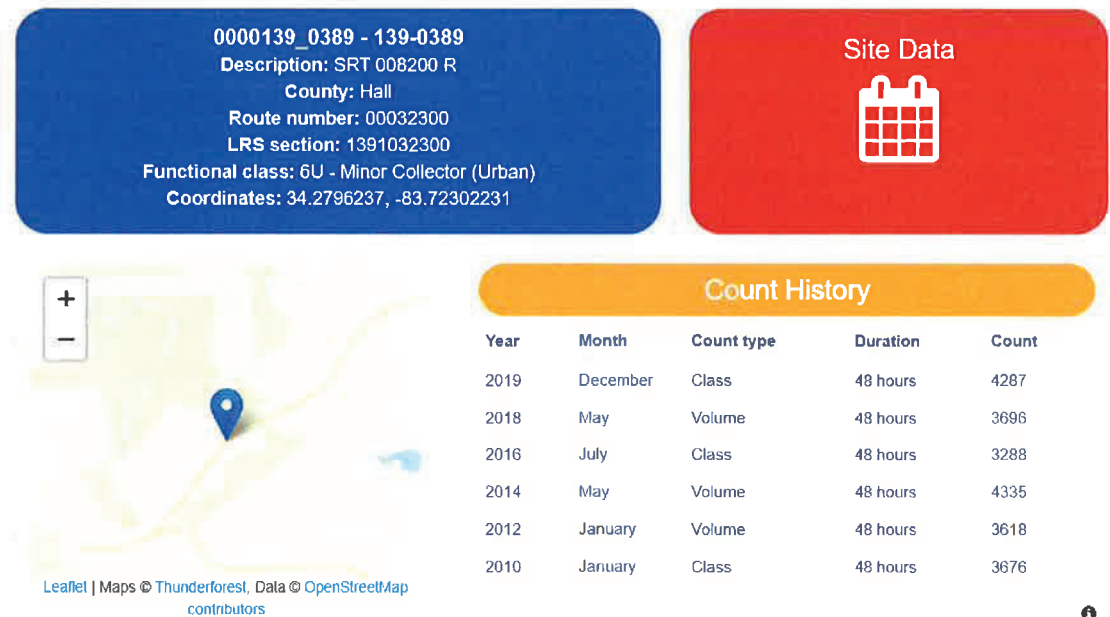 0000139_0389 - 139-0389
Description: SRT 008200 R
County: Hall
Route number: 00032300
LRS section: 1391032300
Functional class: 6U - Minor Collector (Urban)
Coordinates: 34.2796237, -83.72302231
Site Data
+
−
Leaflet | Maps © Thunderforest, Data © OpenStreetMap
contributors
Count History
Year Month Count type Duration Count
2019 December Class 48 hours 4287
2018 May Volume 48 hours 3696
2016 July Class 48 hours 3288
2014 May Volume 48 hours 4335
2012 January Volume 48 hours 3618
2010 January Class 48 hours 3676